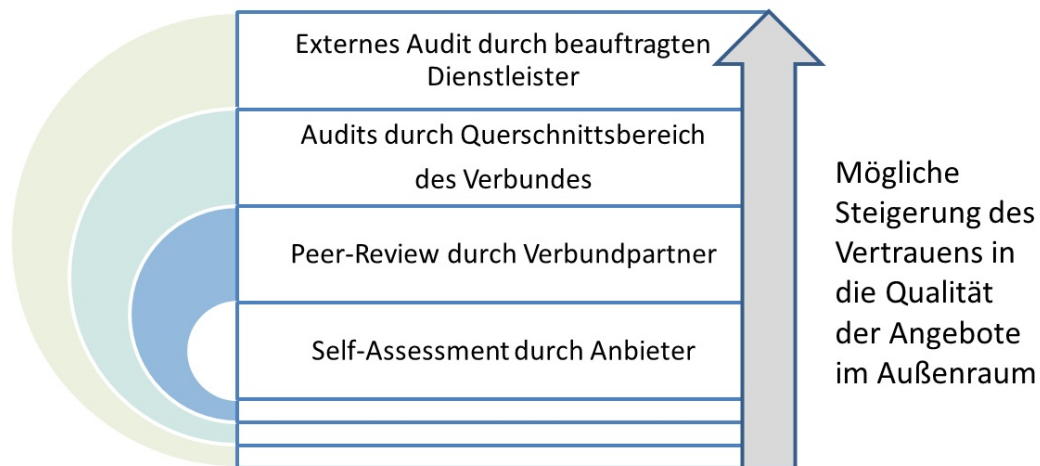 Externes Audit durch beauftragten
Dienstleister
Audits durch Querschnittsbereich
des Verbundes
Peer-Review durch Verbundpartner
Self-Assessment durch Anbieter
Mögliche
Steigerung des
Vertrauens in
die Qualität
der Angebote
im Außenraum